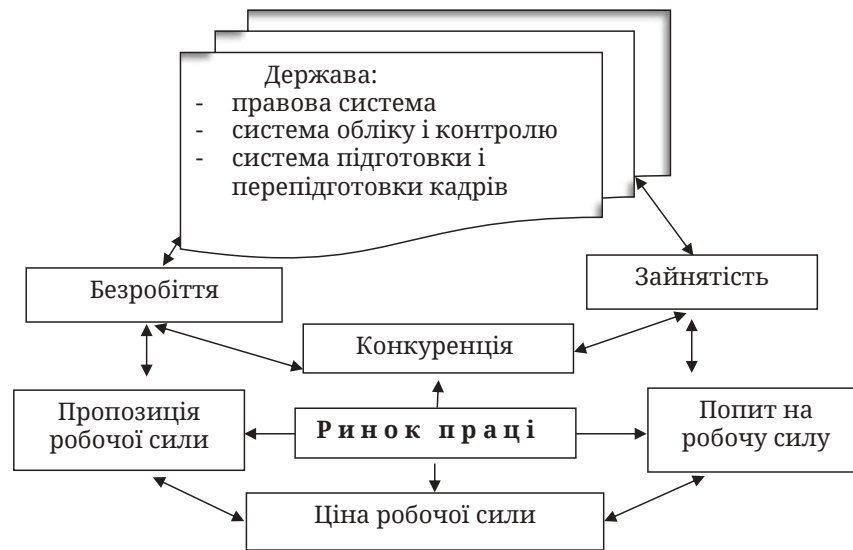 Держава:
- правова система
- система обліку і контролю
- система підготовки і
перепідготовки кадрів
Безробіття
Зайнятість
Конкуренція
Пропозиція
робочої сили
Ринок праці
Попит на
робочу силу
Ціна робочої сили